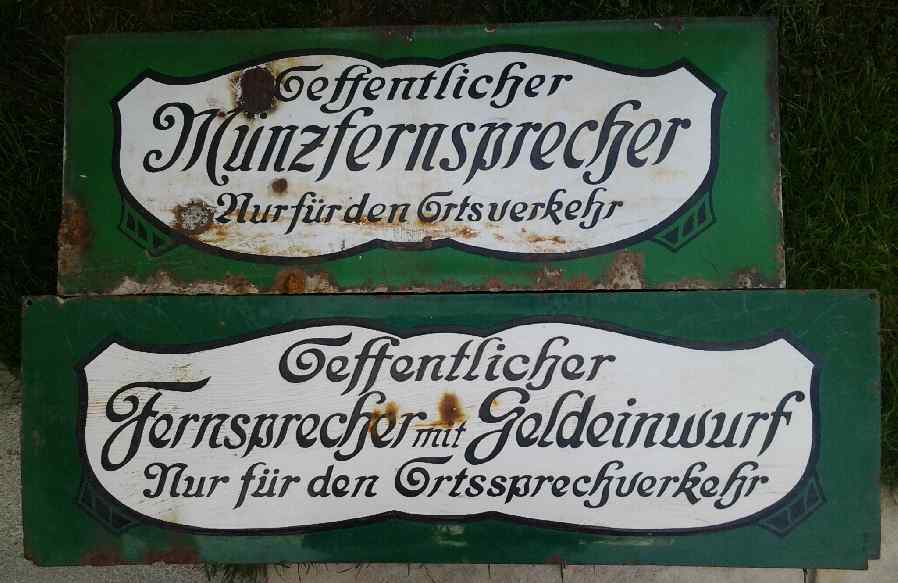 Oeffentlicher
Münzfernsprecher
Nur für den Ortsverkehr
Oeffentlicher
Fernsprecher mit Geldeinwurf
Nur für den Ortssprechverkehr